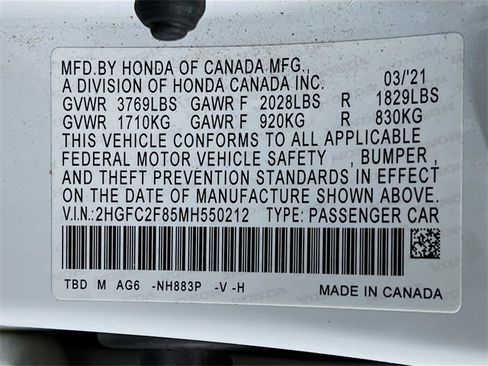 MFD.BY HONDA OF CANADA MFG.,
A DIVISION OF HONDA CANADA INC. 03/'21
GVWR 3769LBS GAWR F 2028LBS R 1829LBS
GVWR 1710KG GAWR F 920KG R 830KG
THIS VEHICLE CONFORMS TO ALL APPLICABLE
FEDERAL MOTOR VEHICLE SAFETY , BUMPER ,
AND THEFT PREVENTION STANDARDS IN EFFECT
ON THE DATE OF MANUFACTURE SHOWN ABOVE.
V.I.N.:2HGFC2F85MH550212 TYPE: PASSENGER CAR
TBD M AG6 -NH883P -V -H MADE IN CANADA